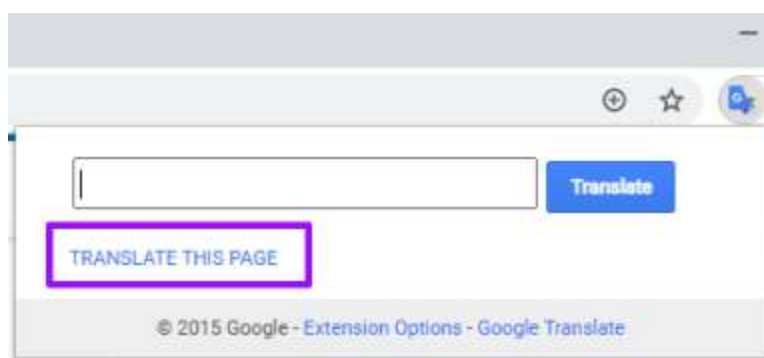 Translate
TRANSLATE THIS PAGE
© 2015 Google - Extension Options - Google Translate